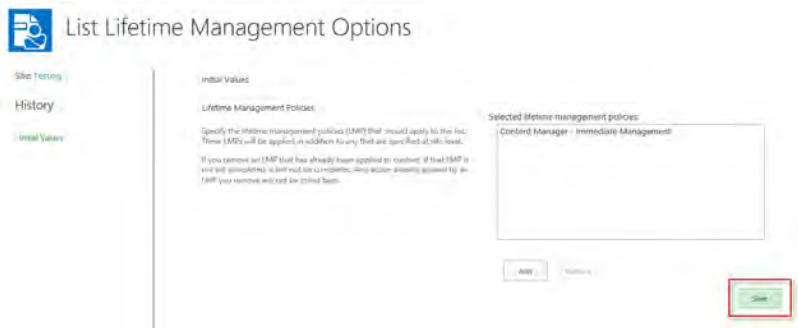 List Lifetime Management Options
Site: Testing
History
Initial Values
Initial Values
Lifetime Management Policies
Specify the lifetime management policies (LMP) that should apply to the list.
These LMPs will be applied in addition to any that are specified at site level.
If you remove an LMP that has already been applied to content, if that LMP is
not yet completed, it will not be completed. Any action already applied by an
LMP you remove will not be rolled back.
Selected lifetime management policies:
Content Manager - Immediate Management
Add
Remove
Save